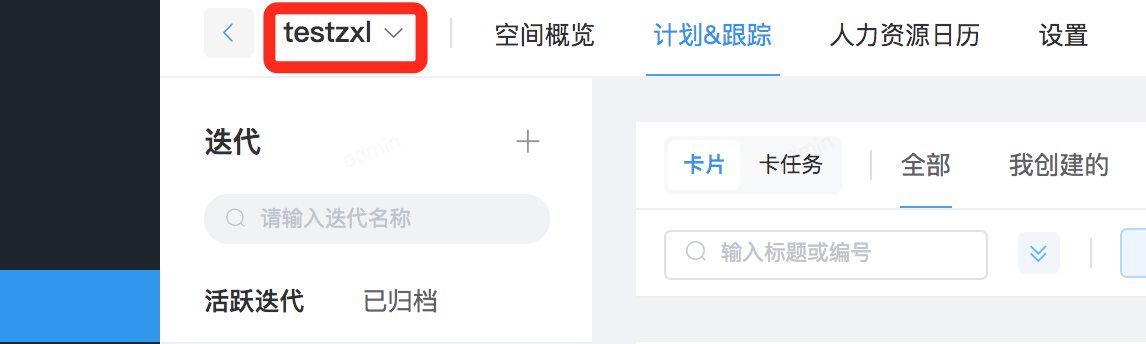 testzxl 空间概览 计划&跟踪 人力资源日历 设置
迭代
admin
admin
卡片 卡任务 全部 我创建的
请输入迭代名称
输入标题或编号
活跃迭代 已归档